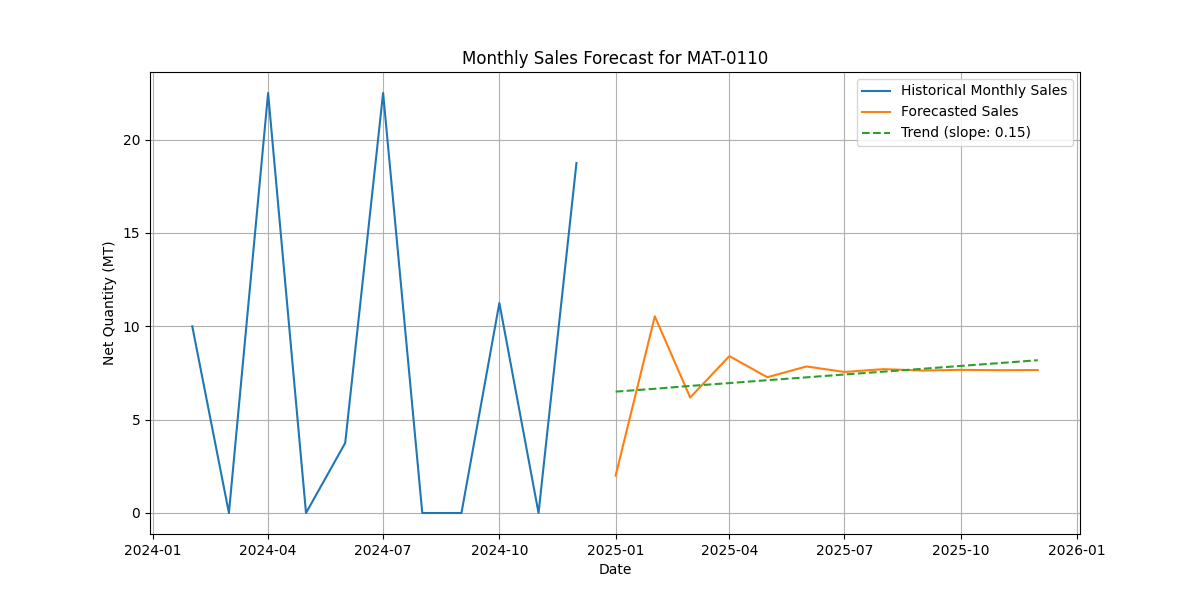 Monthly Sales Forecast for MAT-0110
Historical Monthly Sales
Forecasted Sales
Trend (slope: 0.15)
Net Quantity (MT)
20
15
10
5
0
2024-01 2024-04 2024-07 2024-10 2025-01 2025-04 2025-07 2025-10 2026-01
Date